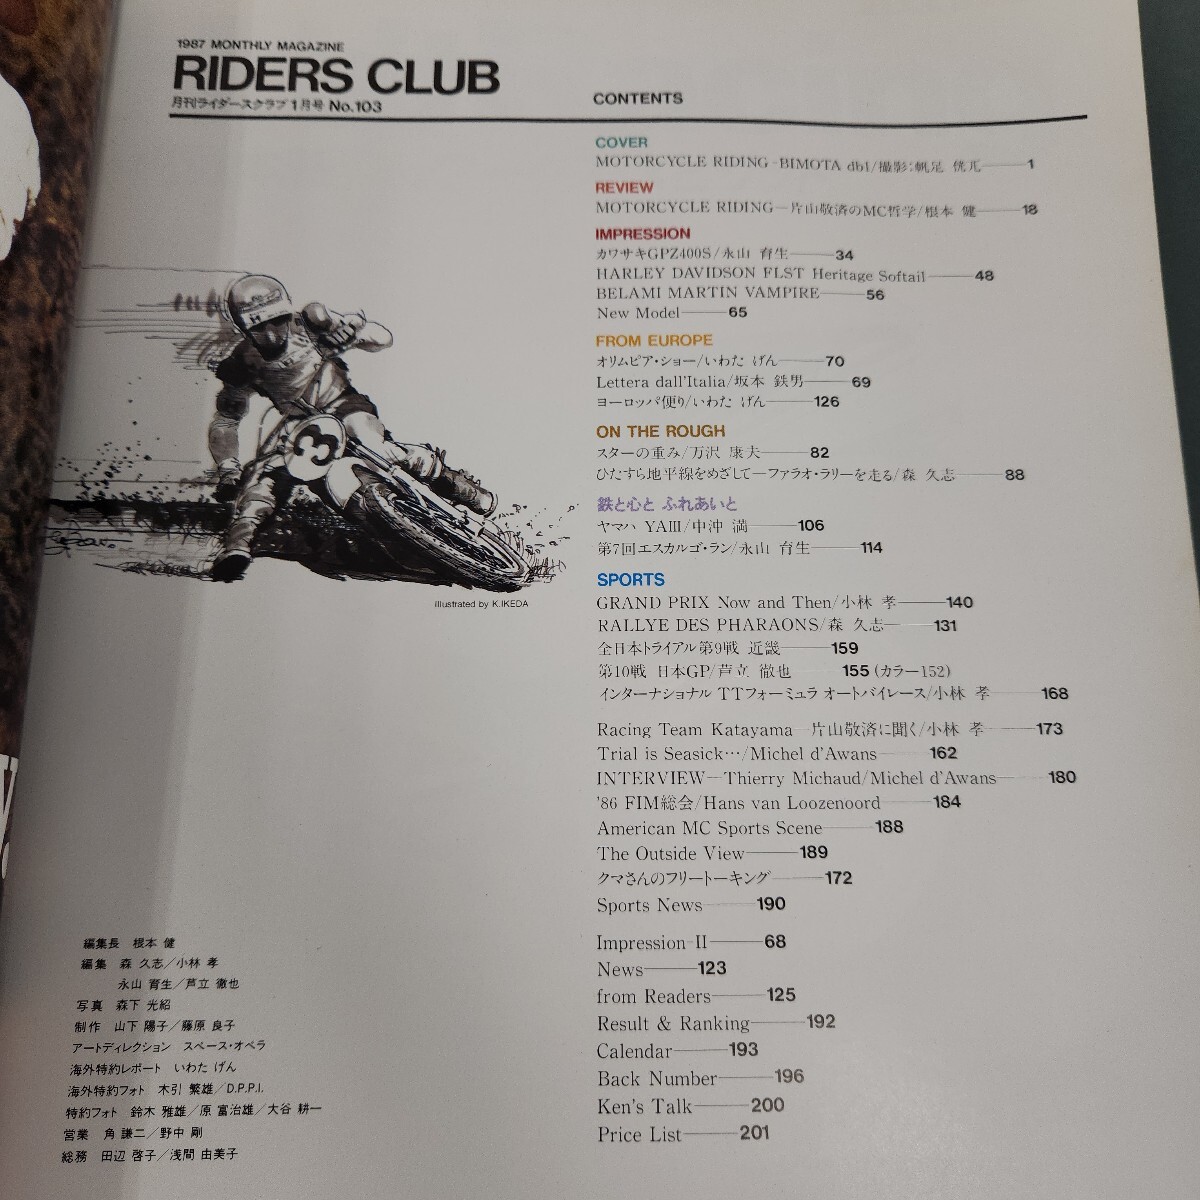 1987 MONTHLY MAGAZINE
RIDERS CLUB
月刊ライダースクラブ1月号 No.103
CONTENTS
COVER
MOTORCYCLE RIDING—BIMOTA db1/撮影:帆足 侊兀——1
REVIEW
MOTORCYCLE RIDING—片山敬済のMC哲学/根本 健——18
IMPRESSION
カワサキGPZ400S/永山 育生——34
HARLEY DAVIDSON FLST Heritage Softail——48
BELAMI MARTIN VAMPIRE——56
New Model——65
FROM EUROPE
オリムピア・ショー/いわた げん——70
Lettera dall'Italia/坂本 鉄男——69
ヨーロッパ便り/いわた げん——126
ON THE ROUGH
スターの重み/万沢 康夫——82
ひたすら地平線をめざして—ファラオ・ラリーを走る/森 久志——88
鉄と心と ふれあいと
ヤマハ YAⅢ/中沖 満——106
第7回エスカルゴ・ラン/永山 育生——114
SPORTS
GRAND PRIX Now and Then/小林 孝——140
RALLYE DES PHARAONS/森 久志——131
全日本トライアル第9戦 近畿——159
第10戦 日本GP/芦立 徹也 155 (カラー152)
インターナショナル TTフォーミュラ オートバイレース/小林 孝——168
Racing Team Katayama—片山敬済に聞く/小林 孝——173
Trial is Seasick…/Michel d'Awans——162
INTERVIEW—Thierry Michaud/Michel d'Awans——180
'86 FIM総会/Hans van Loozenoord——184
American MC Sports Scene——188
The Outside View——189
クマさんのフリートーキング——172
Sports News——190
Impression-II——68
News——123
from Readers——125
Result & Ranking——192
Calendar——193
Back Number——196
Ken's Talk——200
Price List——201
3
Illustrated by K.IKEDA
編集長 根本 健
編集 森 久志/小林 孝
永山 育生/芦立 徹也
写真 森下 光紹
制作 山下 陽子/藤原 良子
アートディレクション スペース・オペラ
海外特約レポート いわた げん
海外特約フォト 木引 繁雄/D.P.P.I.
特約フォト 鈴木 雅雄/原 富治雄/大谷 耕一
営業 角 謙二/野中 剛
総務 田辺 啓子/浅間 由美子